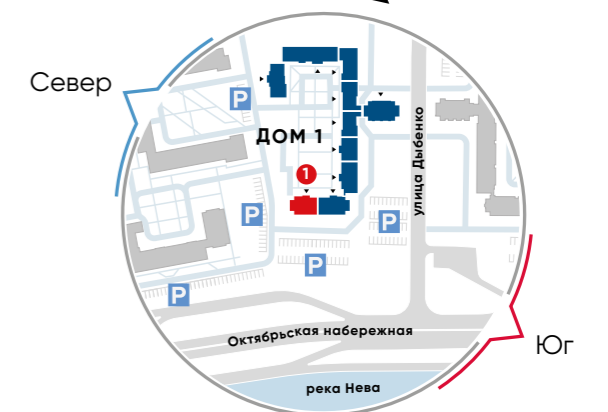 Север
P
ДОМ 1
улица Дыбенко
1
P
P
P
P
Октябрьская набережная
Юг
река Нева